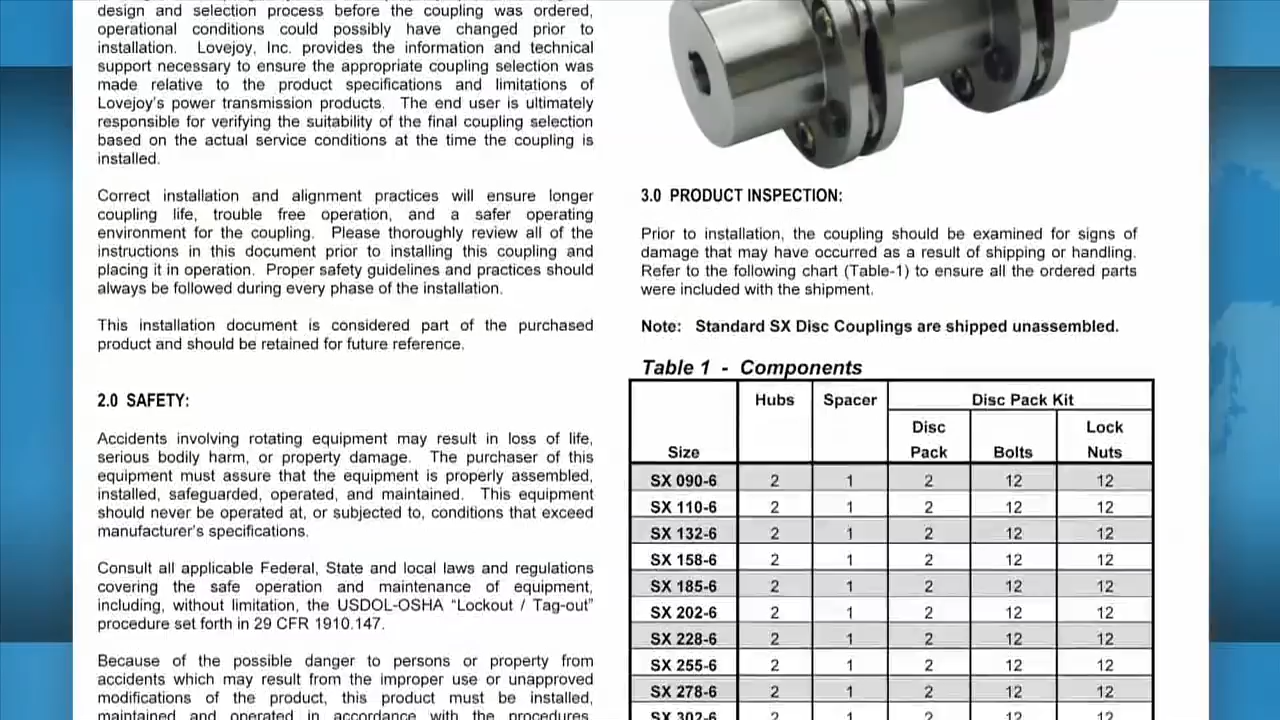 design and selection process before the coupling was ordered,
operational conditions could possibly have changed prior to
installation. Lovejoy, Inc. provides the information and technical
support necessary to ensure the appropriate coupling selection was
made relative to the product specifications and limitations of
Lovejoy's power transmission products. The end user is ultimately
responsible for verifying the suitability of the final coupling selection
based on the actual service conditions at the time the coupling is
installed.
Correct installation and alignment practices will ensure longer
coupling life, trouble free operation, and a safer operating
environment for the coupling. Please thoroughly review all of the
instructions in this document prior to installing this coupling and
placing it in operation. Proper safety guidelines and practices should
always be followed during every phase of the installation.
This installation document is considered part of the purchased
product and should be retained for future reference.
2.0 SAFETY:
Accidents involving rotating equipment may result in loss of life,
serious bodily harm, or property damage. The purchaser of this
equipment must assure that the equipment is properly assembled,
installed, safeguarded, operated, and maintained. This equipment
should never be operated at, or subjected to, conditions that exceed
manufacturer's specifications.
Consult all applicable Federal, State and local laws and regulations
covering the safe operation and maintenance of equipment,
including, without limitation, the USDOL-OSHA "Lockout / Tag-out"
procedure set forth in 29 CFR 1910.147.
Because of the possible danger to persons or property from
accidents which may result from the improper use or unapproved
modifications of the product, this product must be installed,
maintained and operated in accordance with the procedures,
3.0 PRODUCT INSPECTION:
Prior to installation, the coupling should be examined for signs of
damage that may have occurred as a result of shipping or handling.
Refer to the following chart (Table-1) to ensure all the ordered parts
were included with the shipment.
Note: Standard SX Disc Couplings are shipped unassembled.
Table 1 - Components
Hubs Spacer Disc Pack Kit
Disc Lock
Size Pack Bolts Nuts
SX 090-6 2 1 2 12 12
SX 110-6 2 1 2 12 12
SX 132-6 2 1 2 12 12
SX 158-6 2 1 2 12 12
SX 185-6 2 1 2 12 12
SX 202-6 2 1 2 12 12
SX 228-6 2 1 2 12 12
SX 255-6 2 1 2 12 12
SX 278-6 2 1 2 12 12
SX 302-6 2 1 2 12 12